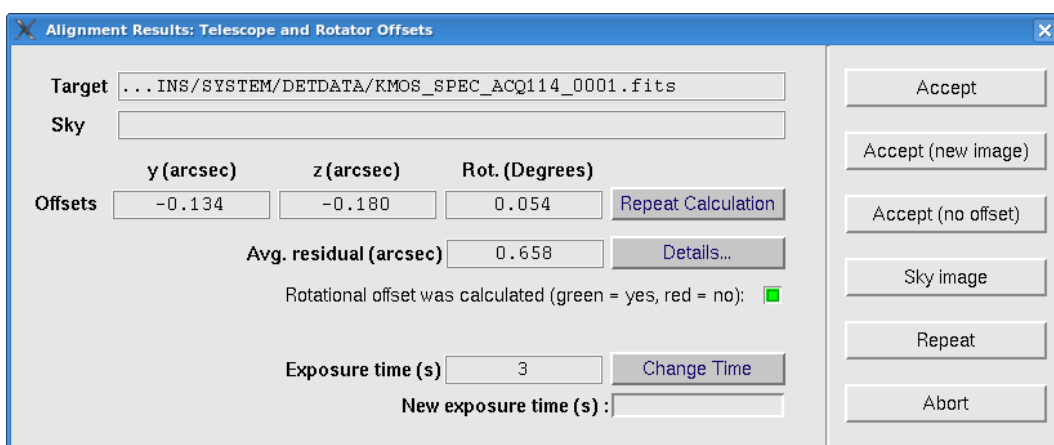 Alignment Results: Telescope and Rotator Offsets
Target ...INS/SYSTEM/DETDATA/KMOS_SPEC_ACQ114_0001.fits
Sky
y (arcsec) z (arcsec) Rot. (Degrees)
Offsets -0.134 -0.180 0.054 Repeat Calculation
Avg. residual (arcsec) 0.658 Details...
Rotational offset was calculated (green = yes, red = no):
Exposure time (s) 3 Change Time
New exposure time (s) :
Accept
Accept (new image)
Accept (no offset)
Sky image
Repeat
Abort